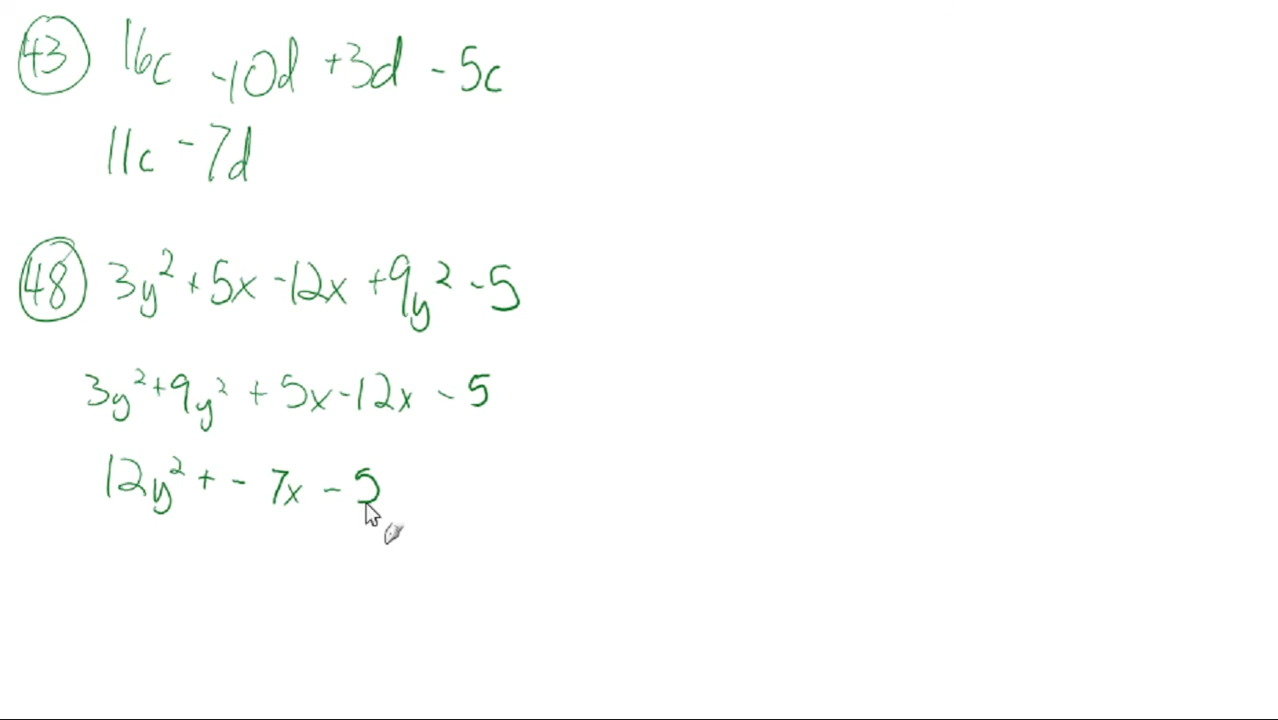 43 16c -10d +3d - 5c
11c - 7d
48 3y² + 5x - 12x + 9y² - 5
3y² + 9y² + 5x - 12x - 5
12y² + - 7x - 5